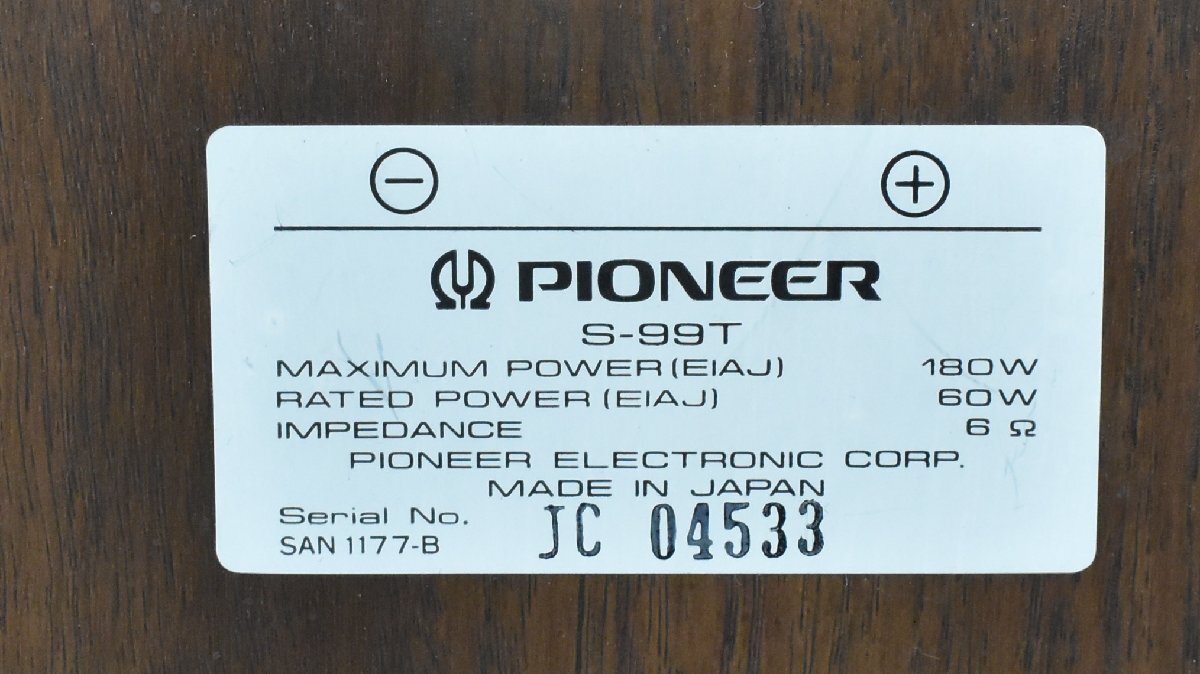 − +
PIONEER
S-99T
MAXIMUM POWER (EIAJ) 180W
RATED POWER (EIAJ) 60W
IMPEDANCE 6 Ω
PIONEER ELECTRONIC CORP.
MADE IN JAPAN
Serial No. JC 04533
SAN 1177-B